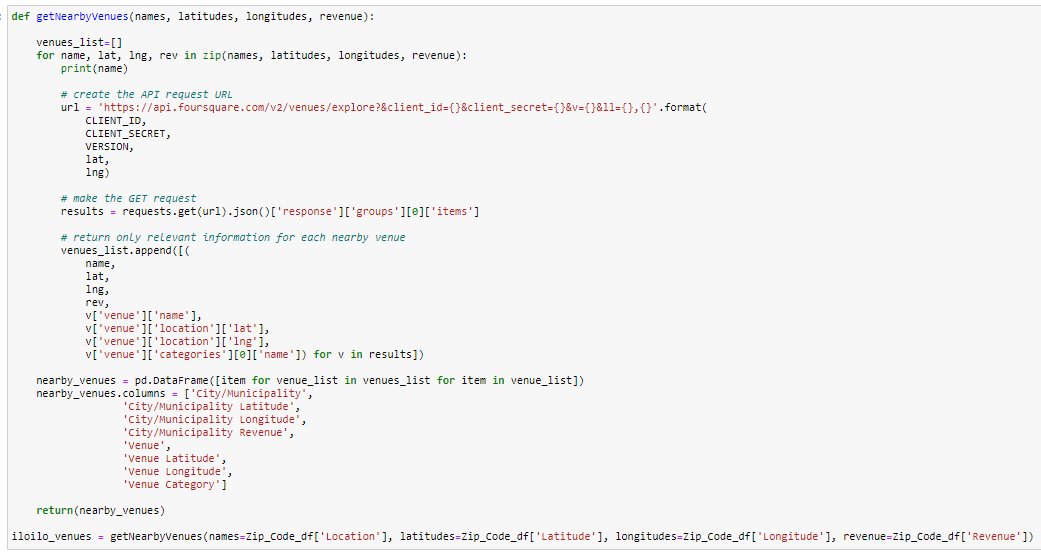 def getNearbyVenues(names, latitudes, longitudes, revenue):
venues_list=[]
for name, lat, lng, rev in zip(names, latitudes, longitudes, revenue):
print(name)
# create the API request URL
url = 'https://api.foursquare.com/v2/venues/explore?&client_id={}&client_secret={}&v={}&ll={},{}'.format(
CLIENT_ID,
CLIENT_SECRET,
VERSION,
lat,
lng)
# make the GET request
results = requests.get(url).json()['response']['groups'][0]['items']
# return only relevant information for each nearby venue
venues_list.append([(
name,
lat,
lng,
rev,
v['venue']['name'],
v['venue']['location']['lat'],
v['venue']['location']['lng'],
v['venue']['categories'][0]['name']) for v in results])
nearby_venues = pd.DataFrame([item for venue_list in venues_list for item in venue_list])
nearby_venues.columns = ['City/Municipality',
'City/Municipality Latitude',
'City/Municipality Longitude',
'City/Municipality Revenue',
'Venue',
'Venue Latitude',
'Venue Longitude',
'Venue Category']
return(nearby_venues)
iloilo_venues = getNearbyVenues(names=Zip_Code_df['Location'], latitudes=Zip_Code_df['Latitude'], longitudes=Zip_Code_df['Longitude'], revenue=Zip_Code_df['Revenue'])